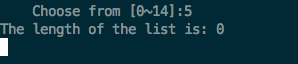 Choose from [0~14]:5
The length of the list is: 0